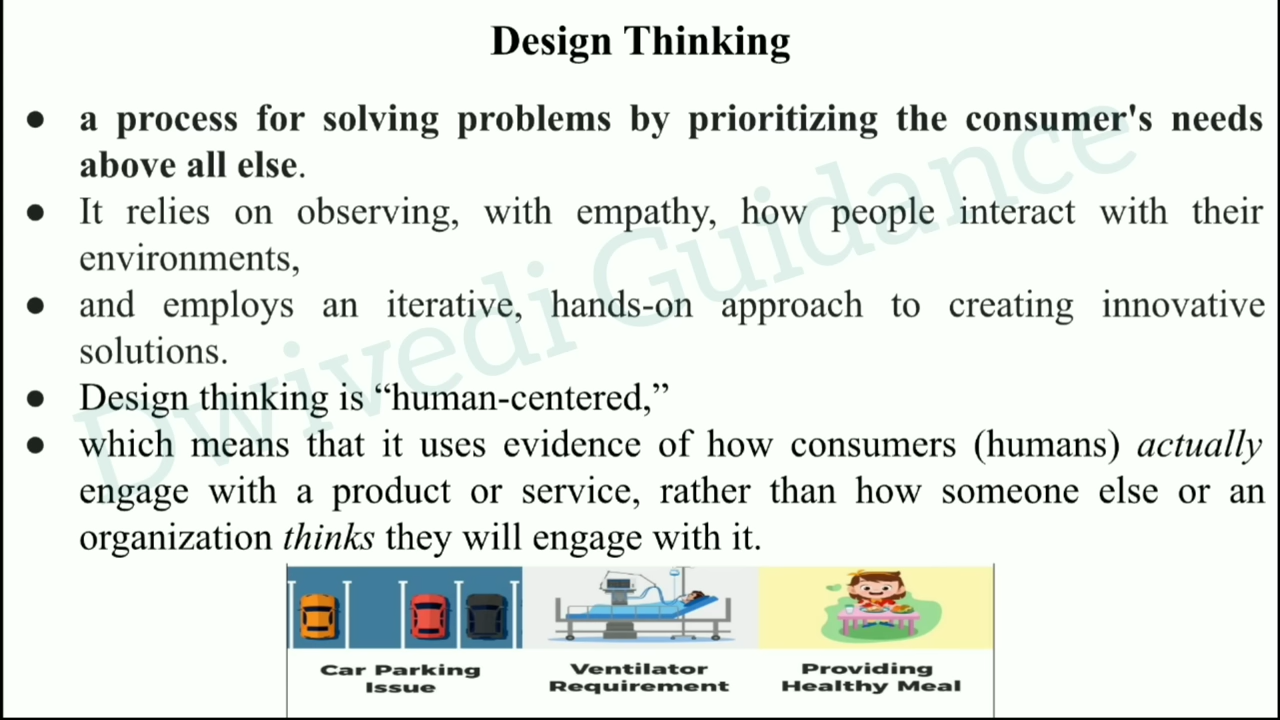 Design Thinking
● a process for solving problems by prioritizing the consumer's needs
above all else.
● It relies on observing, with empathy, how people interact with their
environments,
● and employs an iterative, hands-on approach to creating innovative
solutions.
● Design thinking is “human-centered,”
● which means that it uses evidence of how consumers (humans) actually
engage with a product or service, rather than how someone else or an
organization thinks they will engage with it.
Dwivedi Guidance
Car Parking
Issue
Ventilator
Requirement
Providing
Healthy Meal